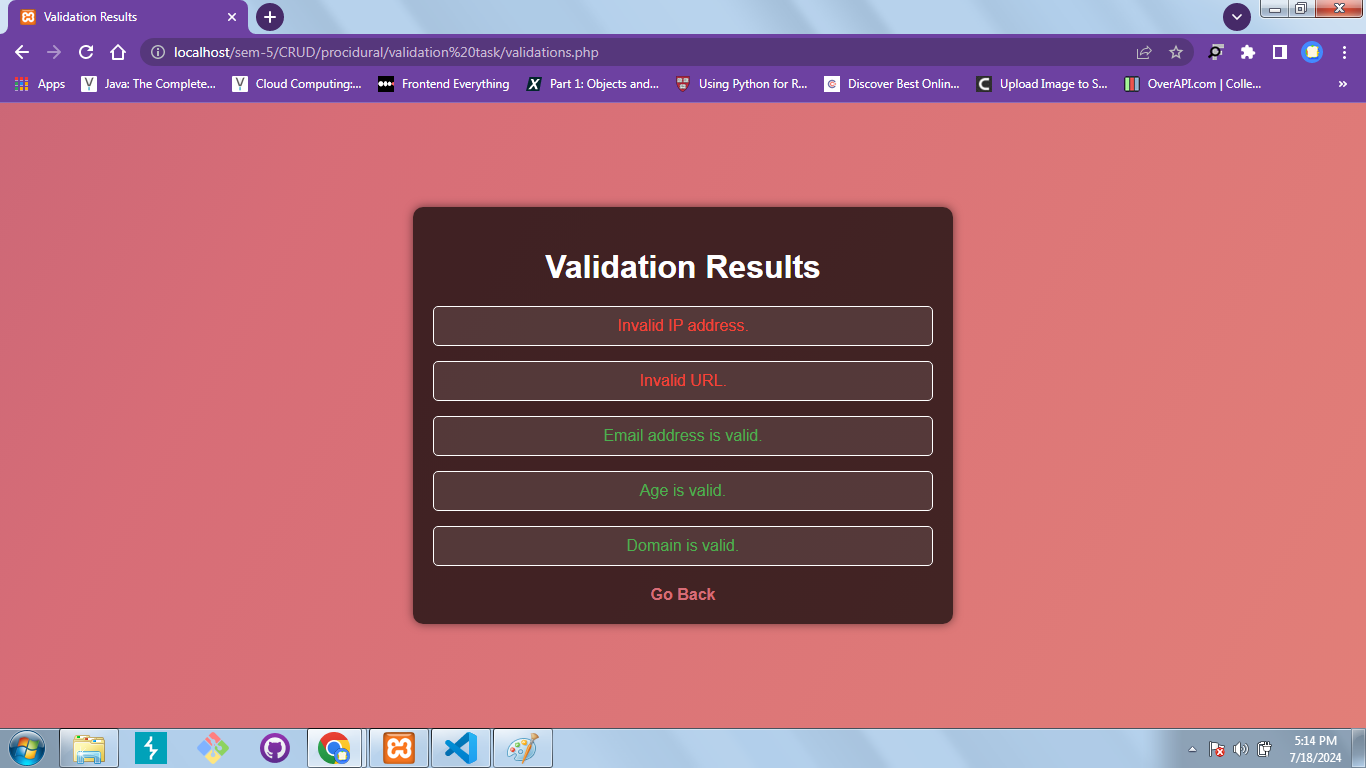 Validation Results
localhost/sem-5/CRUD/procidural/validation%20task/validations.php
Apps Java: The Complete... Cloud Computing:... Frontend Everything Part 1: Objects and... Using Python for R... Discover Best Onlin... Upload Image to S... OverAPI.com | Colle... »
Validation Results
Invalid IP address.
Invalid URL.
Email address is valid.
Age is valid.
Domain is valid.
Go Back
5:14 PM
7/18/2024